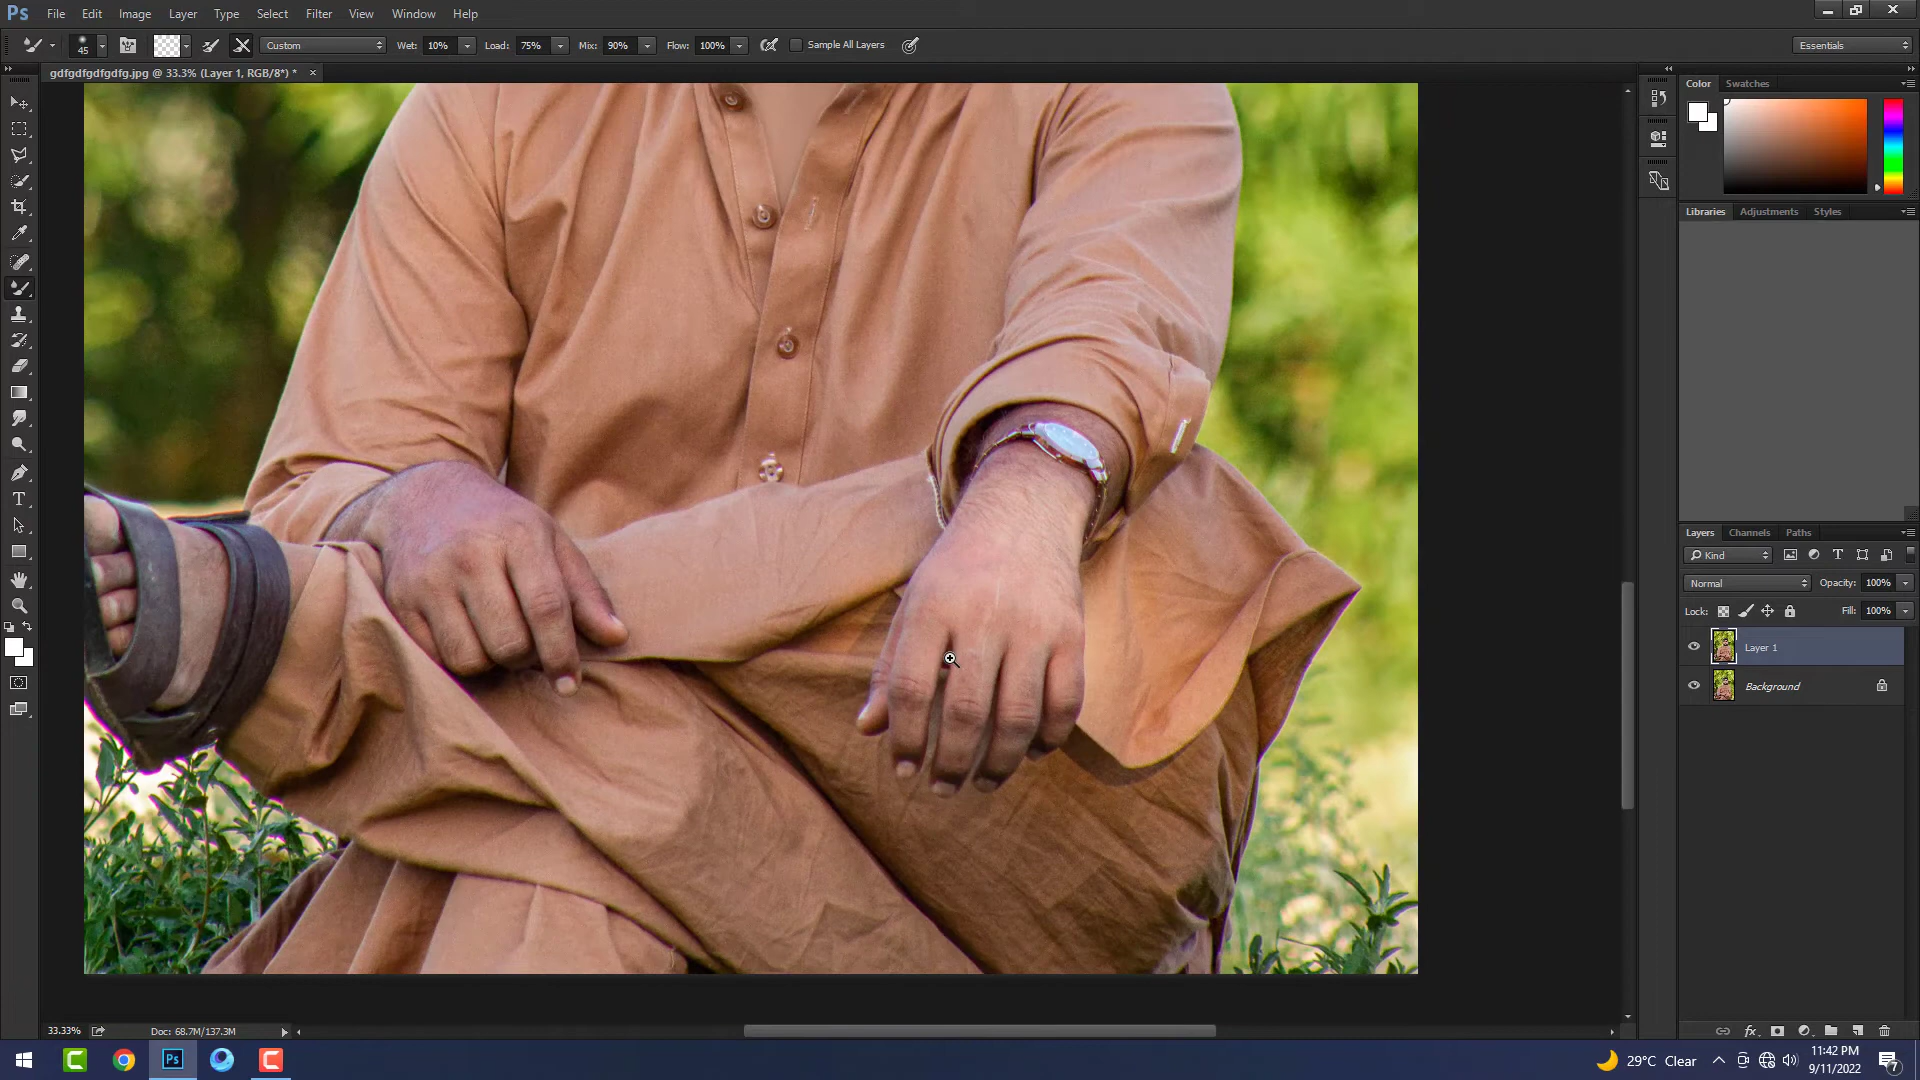 Ps File Edit Image Layer Type Select Filter View Window Help
45 Custom Wet: 10% Load: 75% Mix: 90% Flow: 100% Sample All Layers Essentials
gdfgdfgdfgdfg.jpg @ 33.3% (Layer 1, RGB/8*) * ×
Color Swatches
Libraries Adjustments Styles
Layers Channels Paths
Kind
Normal Opacity: 100%
Lock: Fill: 100%
Layer 1
Background
33.33% Doc: 68.7M/137.3M
Ps 29°C Clear 11:42 PM
9/11/2022 7